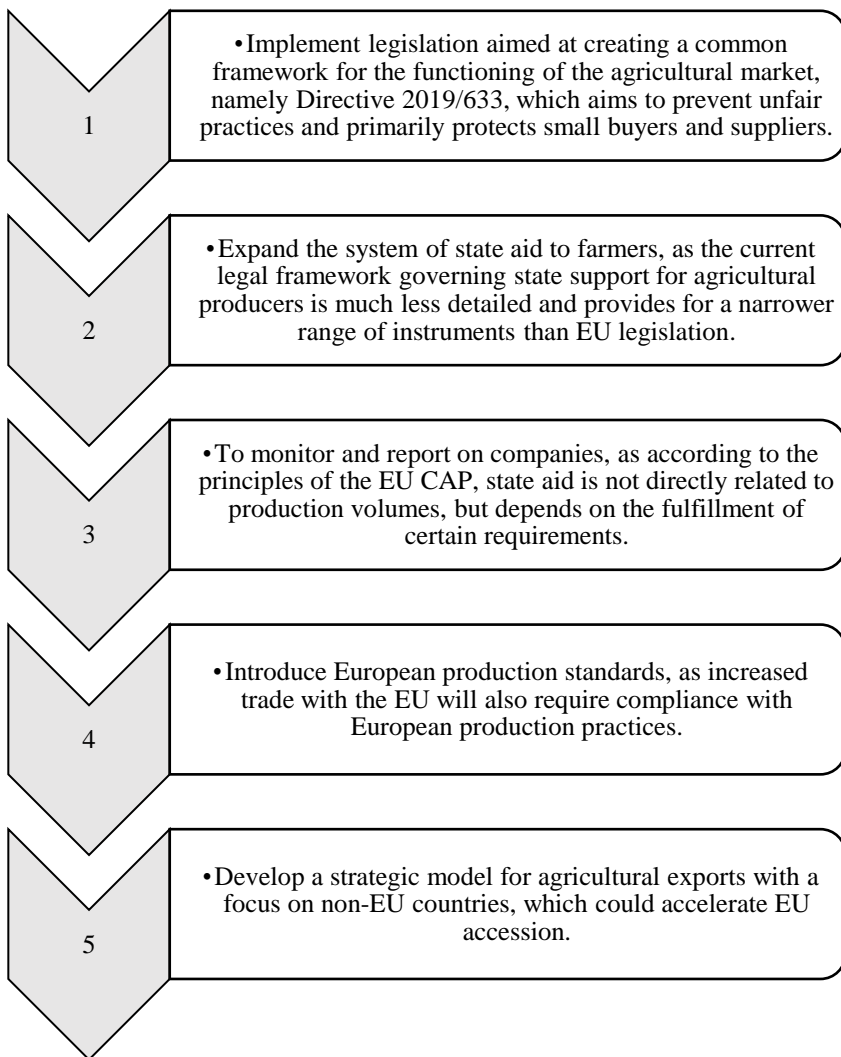 1
•Implement legislation aimed at creating a common
framework for the functioning of the agricultural market,
namely Directive 2019/633, which aims to prevent unfair
practices and primarily protects small buyers and suppliers.
2
•Expand the system of state aid to farmers, as the current
legal framework governing state support for agricultural
producers is much less detailed and provides for a narrower
range of instruments than EU legislation.
3
•To monitor and report on companies, as according to the
principles of the EU CAP, state aid is not directly related to
production volumes, but depends on the fulfillment of
certain requirements.
4
•Introduce European production standards, as increased
trade with the EU will also require compliance with
European production practices.
5
•Develop a strategic model for agricultural exports with a
focus on non-EU countries, which could accelerate EU
accession.